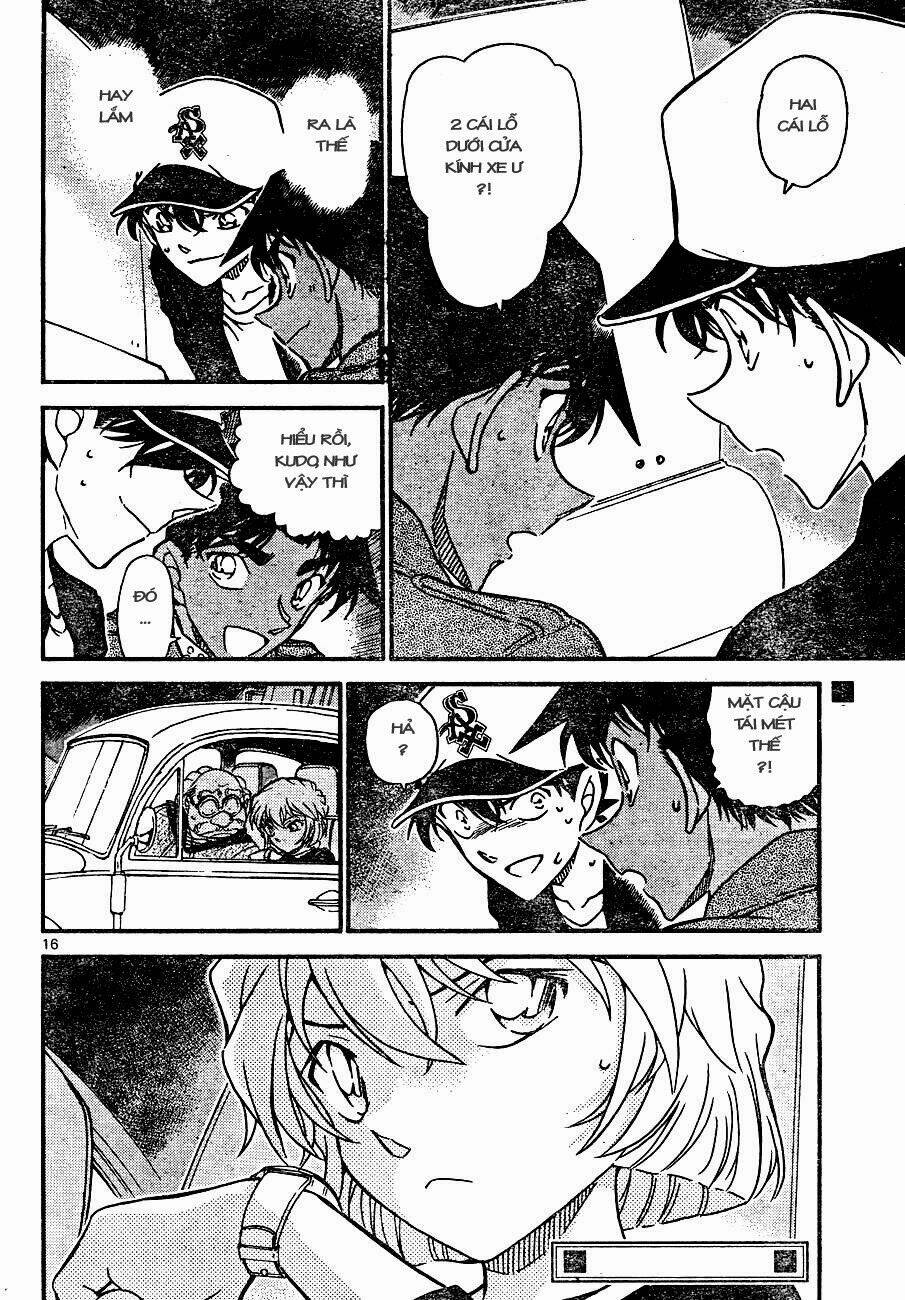 HAI
CÁI LỖ
2 CÁI LỖ
DƯỚI CỬA
KÍNH XE Ư
?!
RA LÀ
THẾ
HAY
LẮM
HIỂU RỒI,
KUDO, NHƯ
VẬY THÌ
ĐÓ
...
MẶT CẬU
TÁI MÉT
THẾ
?!
HẢ
?
16